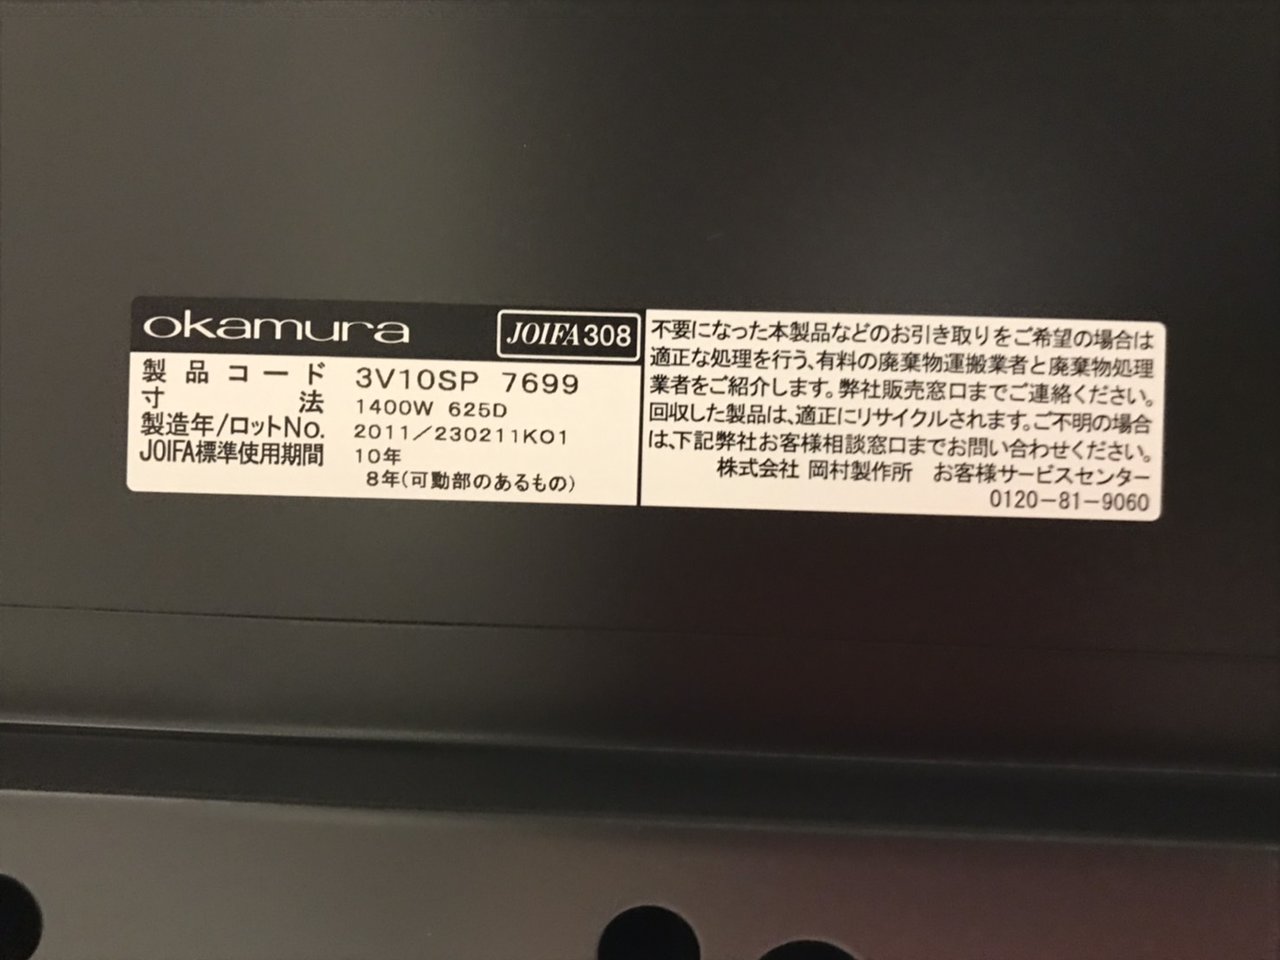 okamura JOIFA308
製品コード 3V10SP 7699
寸法 1400W 625D
製造年/ロットNo. 2011/230211K01
JOIFA標準使用期間 10年
8年(可動部のあるもの)
不要になった本製品などのお引き取りをご希望の場合は
適正な処理を行う、有料の廃棄物運搬業者と廃棄物処理
業者をご紹介します。弊社販売窓口までご連絡ください。
回収した製品は、適正にリサイクルされます。ご不明の場合
は、下記弊社お客様相談窓口までお問い合わせください。
株式会社 岡村製作所 お客様サービスセンター
0120-81-9060